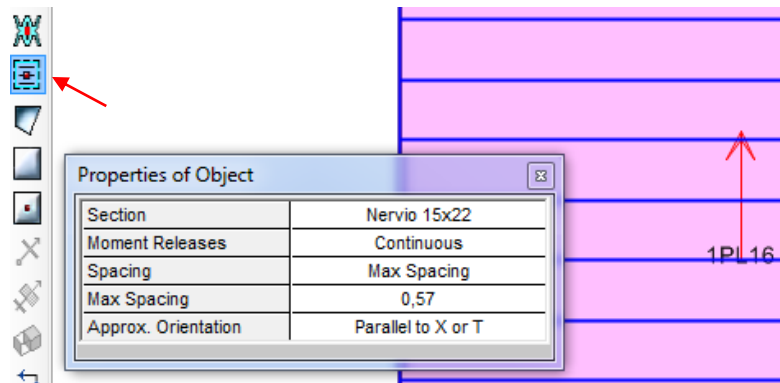 Properties of Object
Section Nervio 15x22
Moment Releases Continuous
Spacing Max Spacing
Max Spacing 0,57
Approx. Orientation Parallel to X or T
1PL16